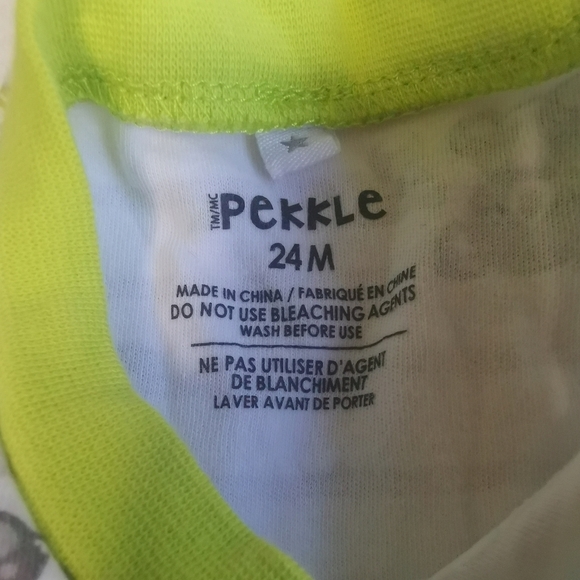 TM/MC PEKKLE
24M
MADE IN CHINA / FABRIQUÉ EN CHINE
DO NOT USE BLEACHING AGENTS
WASH BEFORE USE
NE PAS UTILISER D'AGENT
DE BLANCHIMENT
LAVER AVANT DE PORTER